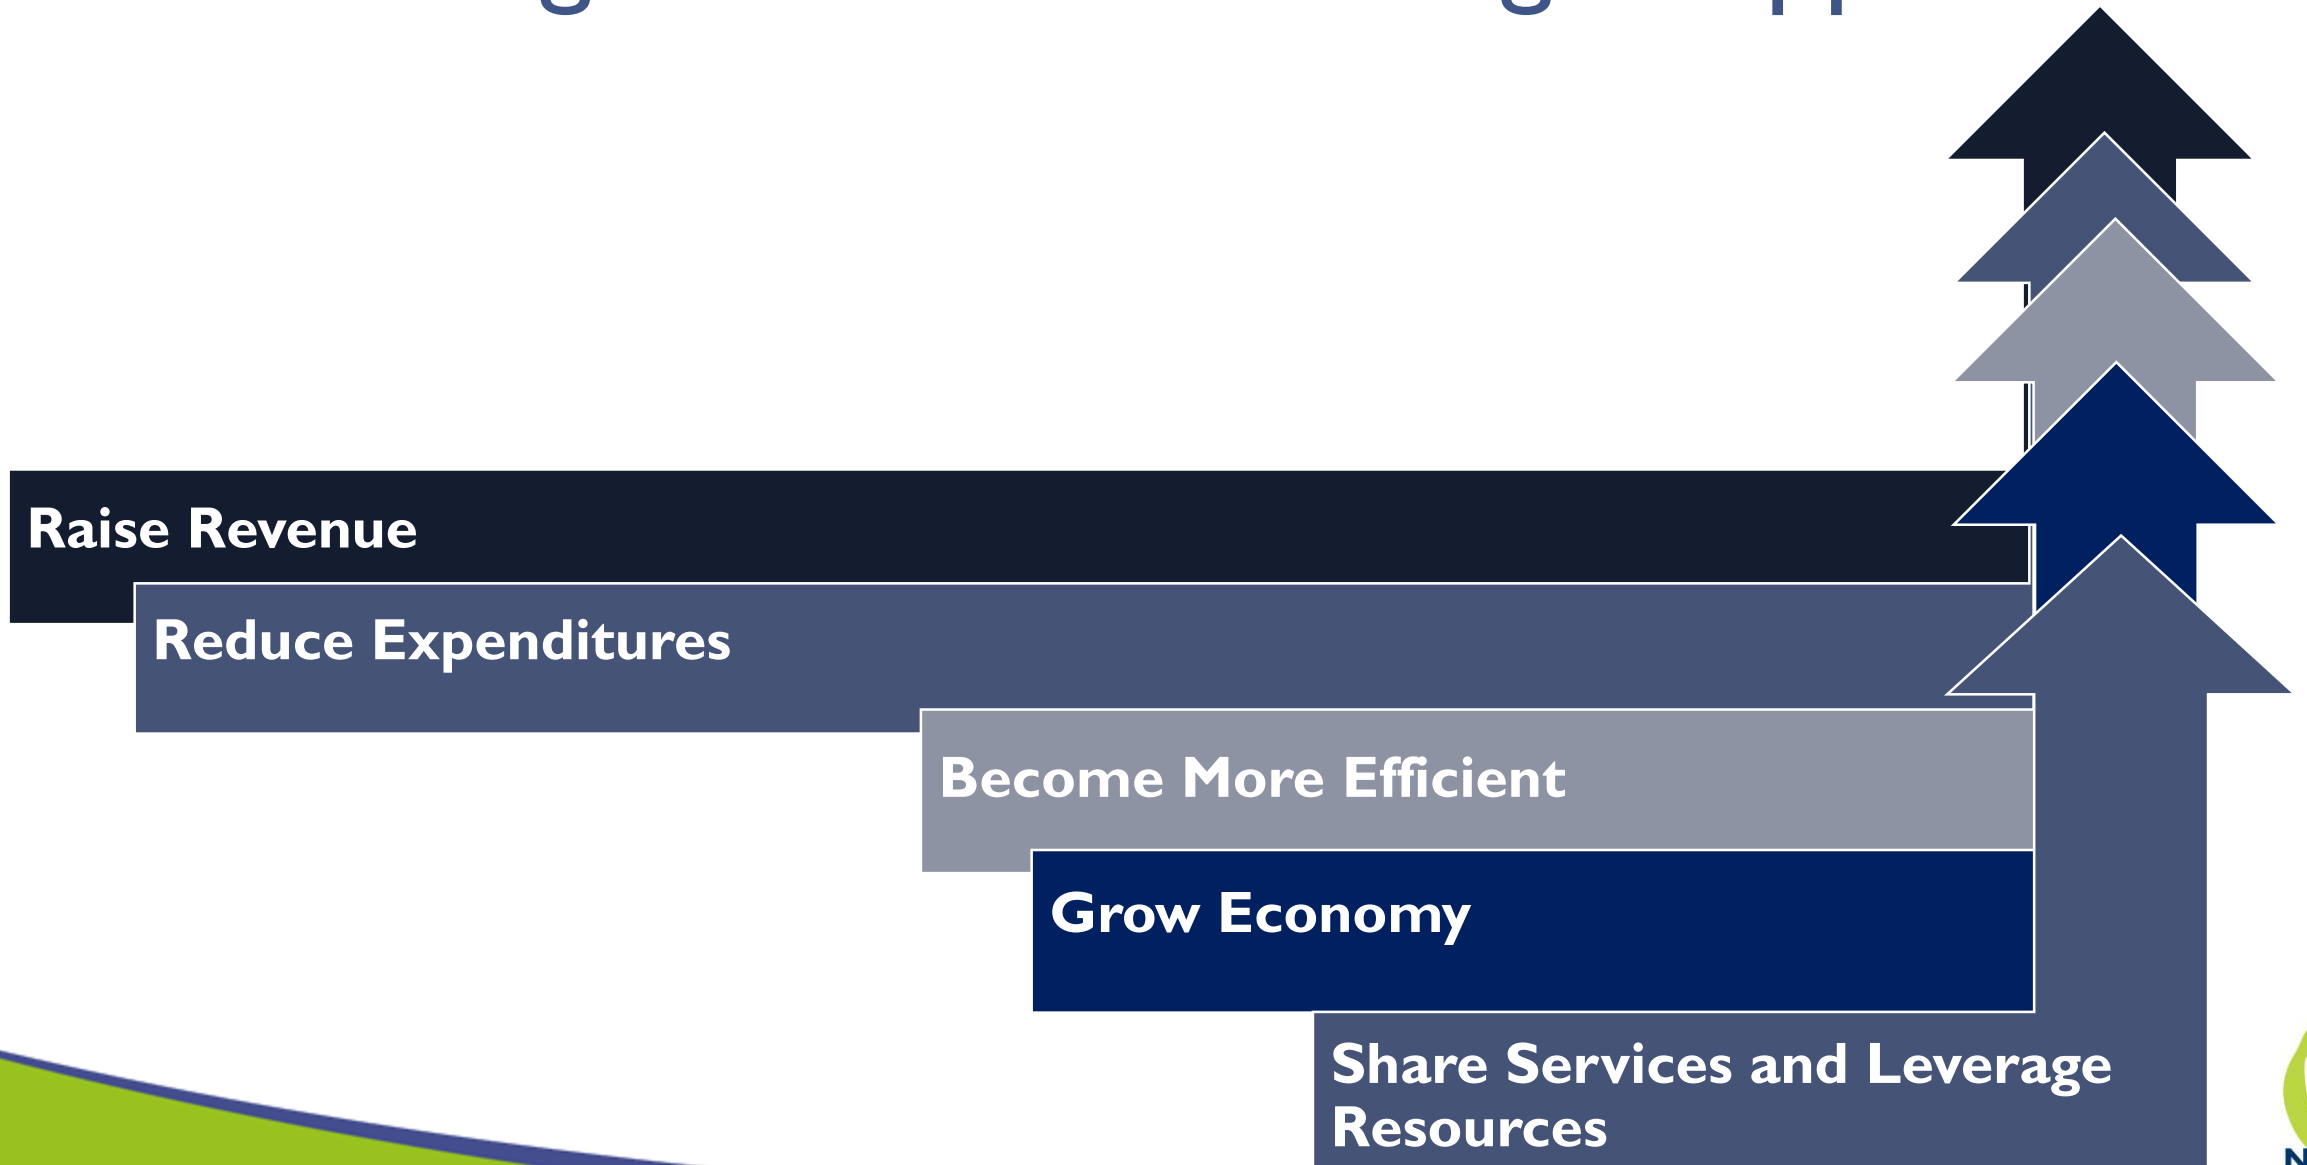 Raise Revenue
Reduce Expenditures
Become More Efficient
Grow Economy
Share Services and Leverage
Resources